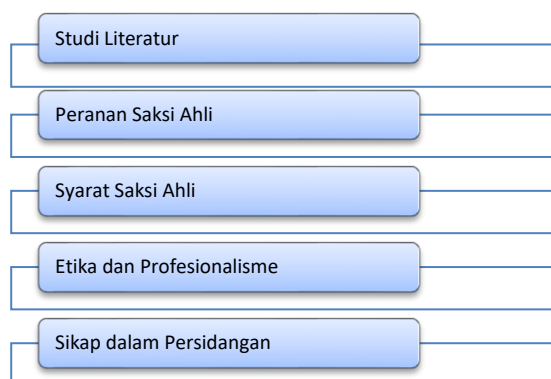 Studi Literatur
Peranan Saksi Ahli
Syarat Saksi Ahli
Etika dan Profesionalisme
Sikap dalam Persidangan